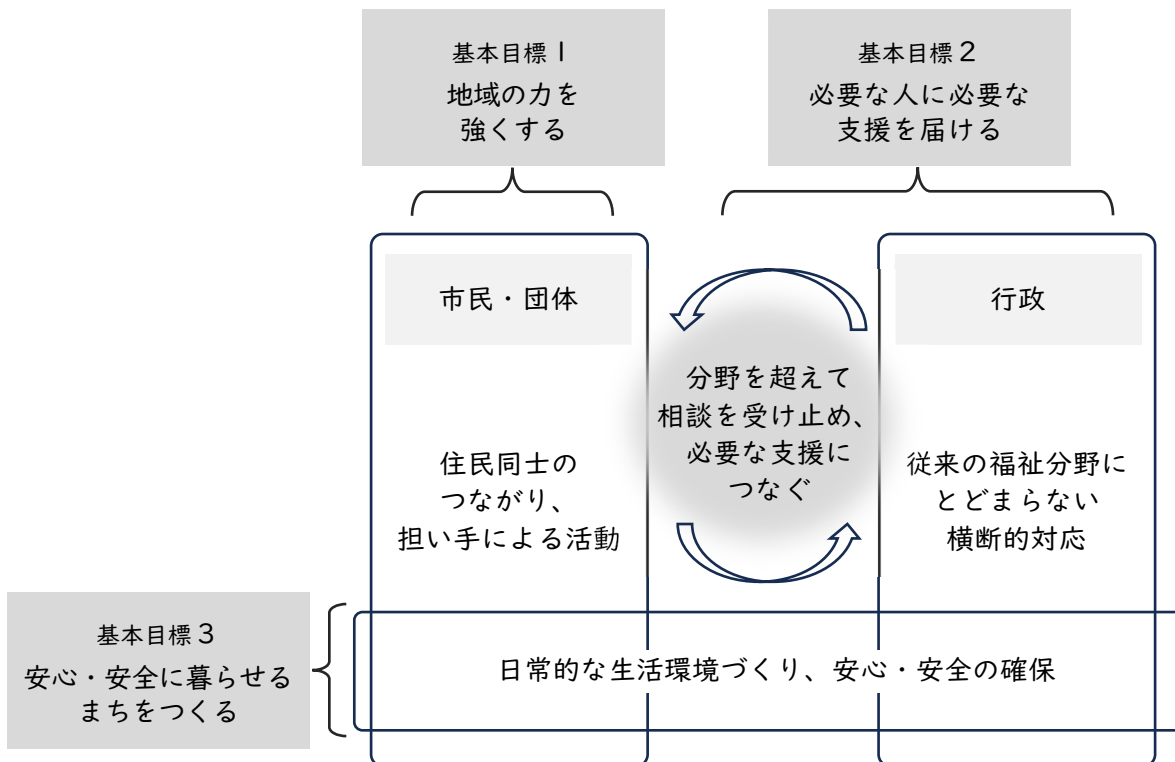 基本目標１
地域の力を
強くする
基本目標２
必要な人に必要な
支援を届ける
市民・団体
行政
分野を超えて
相談を受け止め、
必要な支援に
つなぐ
住民同士の
つながり、
担い手による活動
従来の福祉分野に
とどまらない
横断的対応
基本目標３
安心・安全に暮らせる
まちをつくる
日常的な生活環境づくり、安心・安全の確保